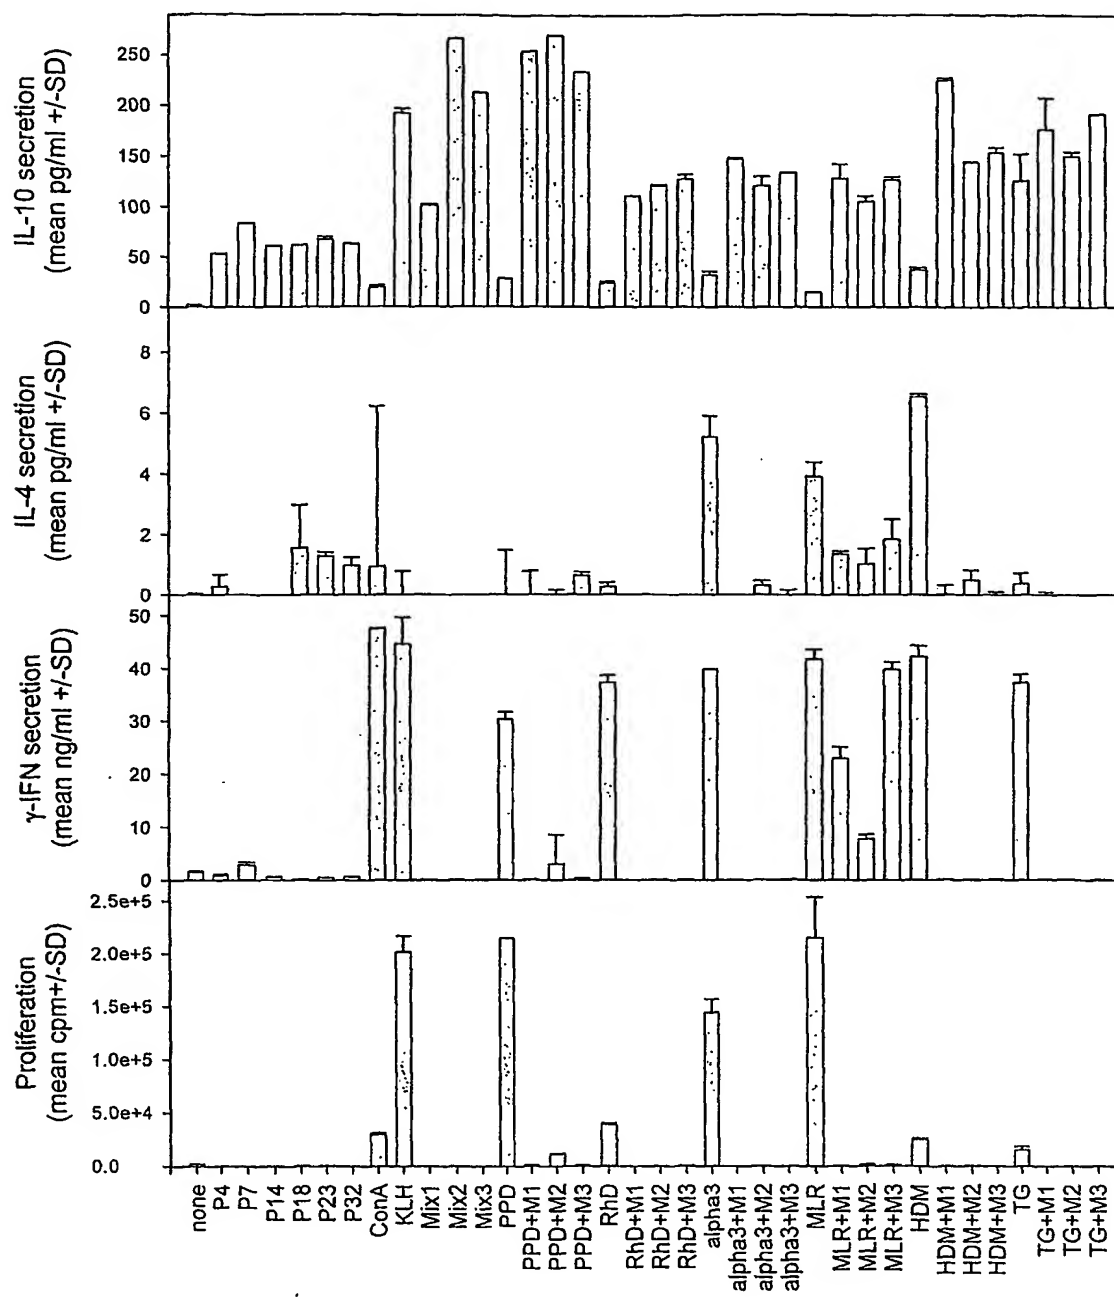 IL-10 secretion
(mean pg/ml +/-SD)
250
200
150
100
50
0
IL-4 secretion
(mean pg/ml +/-SD)
8
6
4
2
0
γ-IFN secretion
(mean ng/ml +/-SD)
50
40
30
20
10
0
Proliferation
(mean cpm+/-SD)
2.5e+5
2.0e+5
1.5e+5
1.0e+5
5.0e+4
0.0
none
P4
P7
P14
P18
P23
P32
ConA
KLH
Mix1
Mix2
Mix3
PPD
PPD+M1
PPD+M2
PPD+M3
RhD
RhD+M1
RhD+M2
RhD+M3
alpha3
alpha3+M1
alpha3+M2
alpha3+M3
MLR
MLR+M1
MLR+M2
MLR+M3
HDM
HDM+M1
HDM+M2
HDM+M3
TG
TG+M1
TG+M2
TG+M3